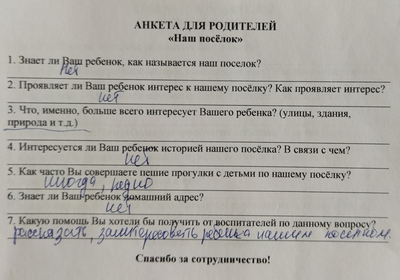 АНКЕТА ДЛЯ РОДИТЕЛЕЙ
«Наш посёлок»
1. Знает ли Ваш ребенок, как называется наш поселок?
нет
2. Проявляет ли Ваш ребенок интерес к нашему посёлку? Как проявляет интерес?
нет
3. Что, именно, больше всего интересует Вашего ребенка? (улицы, здания,
природа и т.д.)
4. Интересуется ли Ваш ребенок историей нашего посёлка? В связи с чем?
нет
5. Как часто Вы совершаете пешие прогулки с детьми по нашему посёлку?
иногда, редко
6. Знает ли Ваш ребенок домашний адрес?
нет
7. Какую помощь Вы хотели бы получить от воспитателей по данному вопросу?
рассказать, заинтересовать ребенка нашим поселком.
Спасибо за сотрудничество!